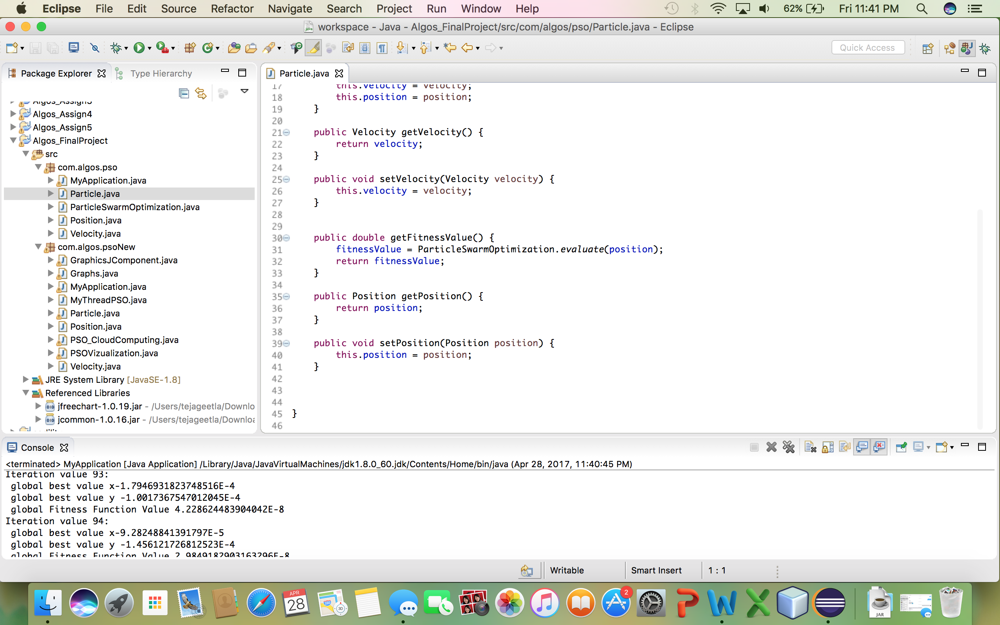 Eclipse File Edit Source Refactor Navigate Search Project Run Window Help 62% Fri 11:41 PM
workspace - Java - Algos_FinalProject/src/com/algos/pso/Particle.java - Eclipse
Quick Access
Package Explorer Type Hierarchy
Algos_Assign3
Algos_Assign4
Algos_Assign5
Algos_FinalProject
src
com.algos.pso
MyApplication.java
Particle.java
ParticleSwarmOptimization.java
Position.java
Velocity.java
com.algos.psoNew
GraphicsJComponent.java
Graphs.java
MyApplication.java
MyThreadPSO.java
Particle.java
Position.java
PSO_CloudComputing.java
PSOVizualization.java
Velocity.java
JRE System Library [JavaSE-1.8]
Referenced Libraries
jfreechart-1.0.19.jar - /Users/tejageetla/Downlo
jcommon-1.0.16.jar - /Users/tejageetla/Downloa
Particle.java
17 this.velocity = velocity;
18 this.position = position;
19 }
20
21 public Velocity getVelocity() {
22 return velocity;
23 }
24
25 public void setVelocity(Velocity velocity) {
26 this.velocity = velocity;
27 }
28
29
30 public double getFitnessValue() {
31 fitnessValue = ParticleSwarmOptimization.evaluate(position);
32 return fitnessValue;
33 }
34
35 public Position getPosition() {
36 return position;
37 }
38
39 public void setPosition(Position position) {
40 this.position = position;
41 }
42
43
44
45 }
46
Console
<terminated> MyApplication [Java Application] /Library/Java/JavaVirtualMachines/jdk1.8.0_60.jdk/Contents/Home/bin/java (Apr 28, 2017, 11:40:45 PM)
Iteration value 93:
global best value x-1.7946931823748516E-4
global best value y -1.0017367547012045E-4
global Fitness Function Value 4.228624483904042E-8
Iteration value 94:
global best value x-9.28248841391797E-5
global best value y -1.456121726812523E-4
global Fitness Function Value 2.9849182903163296E-8
Writable Smart Insert 1 : 1
APR
28
280
3D
2
JAR